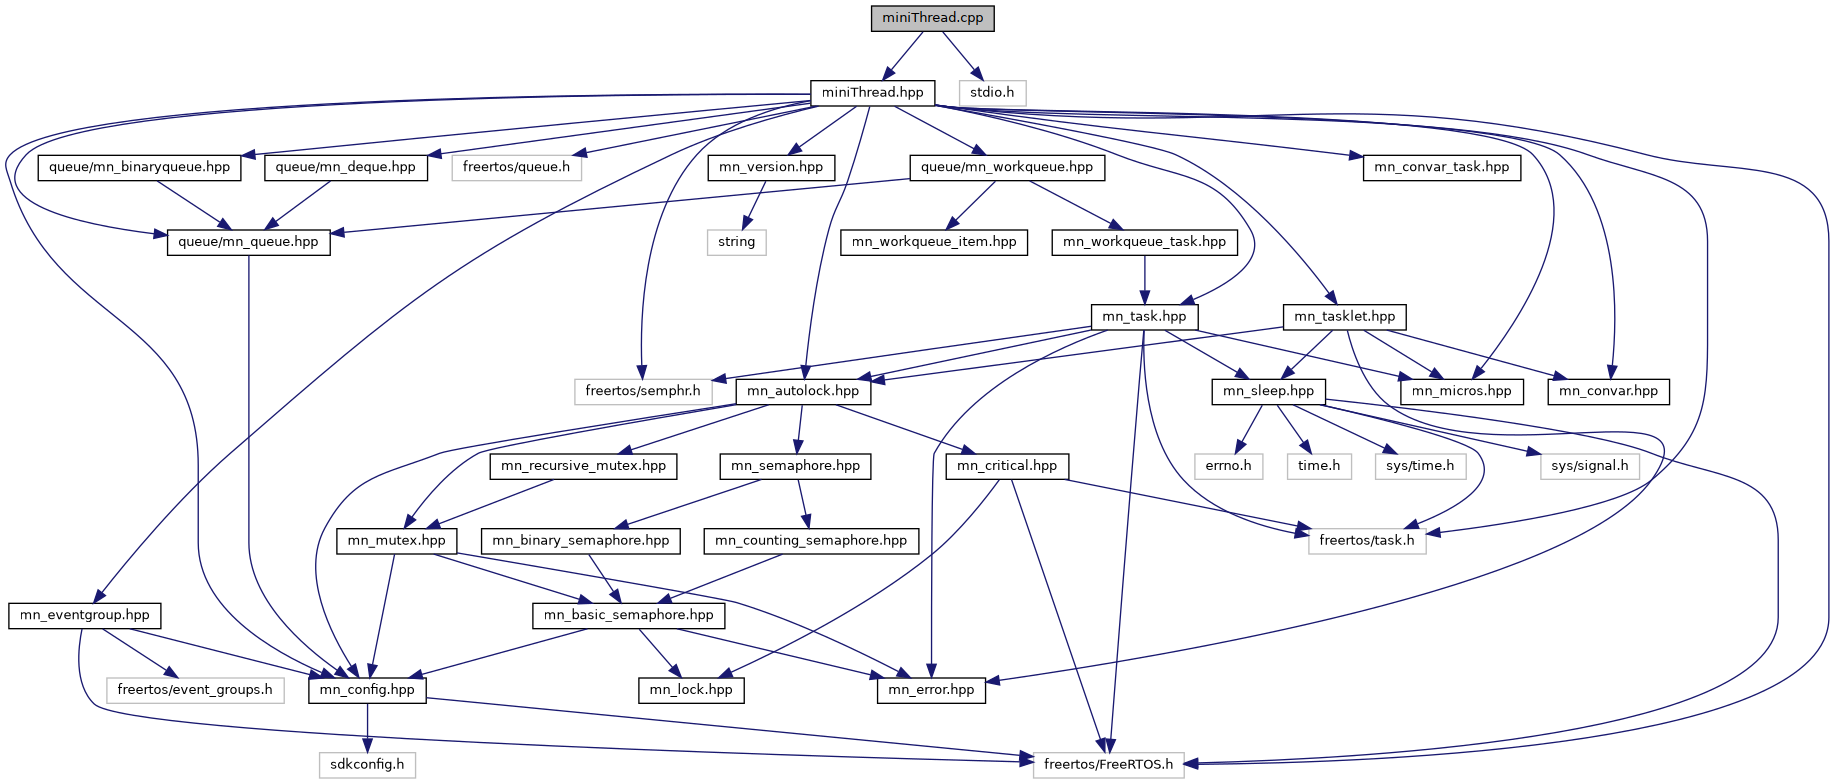 miniThread.cpp
miniThread.hpp
stdio.h
queue/mn_binaryqueue.hpp
queue/mn_deque.hpp
freertos/queue.h
mn_version.hpp
queue/mn_workqueue.hpp
mn_convar_task.hpp
queue/mn_queue.hpp
string
mn_workqueue_item.hpp
mn_workqueue_task.hpp
mn_task.hpp
mn_tasklet.hpp
freertos/semphr.h
mn_autolock.hpp
mn_sleep.hpp
mn_micros.hpp
mn_convar.hpp
mn_recursive_mutex.hpp
mn_semaphore.hpp
mn_critical.hpp
errno.h
time.h
sys/time.h
sys/signal.h
mn_mutex.hpp
mn_binary_semaphore.hpp
mn_counting_semaphore.hpp
freertos/task.h
mn_eventgroup.hpp
mn_basic_semaphore.hpp
freertos/event_groups.h
mn_config.hpp
mn_lock.hpp
mn_error.hpp
sdkconfig.h
freertos/FreeRTOS.h